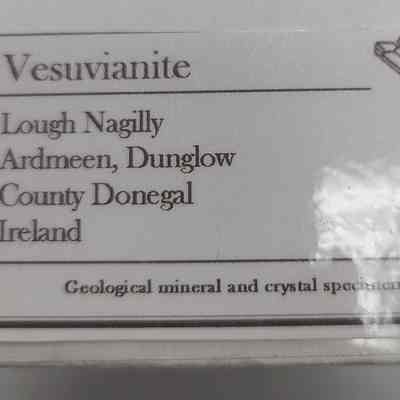 Vesuvianite
Lough Nagilly
Ardmeen, Dunglow
County Donegal
Ireland
Geological mineral and crystal